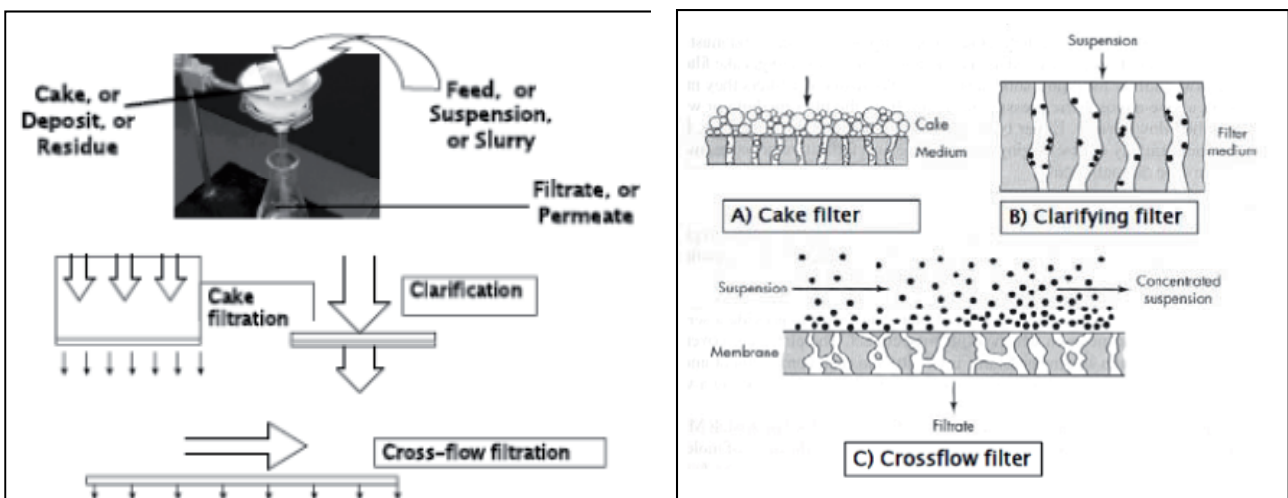 Cake, or
Deposit, or
Residue
Feed, or
Suspension,
or Slurry
Filtrate, or
Permeate
Cake
filtration
Clarification
Cross-flow filtration
Suspension
Cake
Medium
A) Cake filter
Filter
medium
B) Clarifying filter
Suspension
Concentrated
suspension
Membrane
Filtrate
C) Crossflow filter